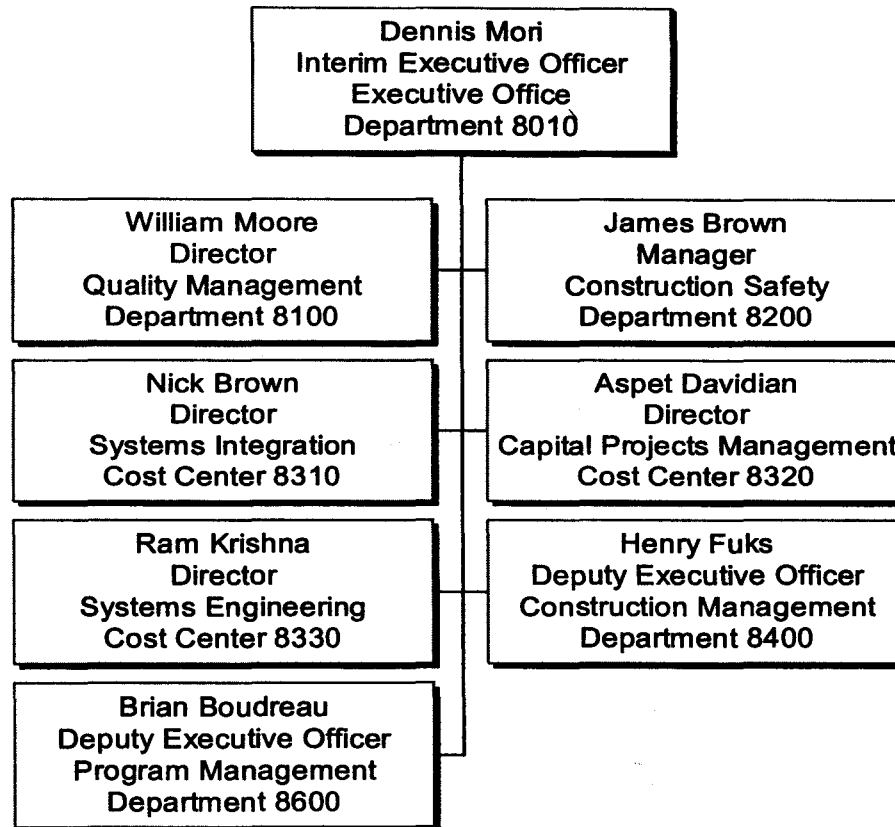 Dennis Mori
Interim Executive Officer
Executive Office
Department 8010
William Moore
Director
Quality Management
Department 8100
James Brown
Manager
Construction Safety
Department 8200
Nick Brown
Director
Systems Integration
Cost Center 8310
Aspet Davidian
Director
Capital Projects Management
Cost Center 8320
Ram Krishna
Director
Systems Engineering
Cost Center 8330
Henry Fuks
Deputy Executive Officer
Construction Management
Department 8400
Brian Boudreau
Deputy Executive Officer
Program Management
Department 8600